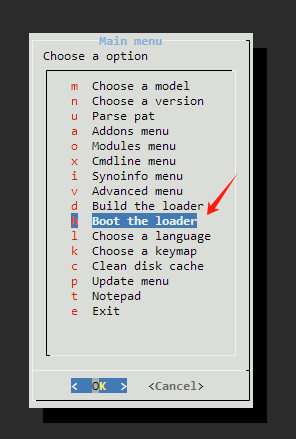 Main menu
Choose a option
m Choose a model
n Choose a version
u Parse pat
a Addons menu
o Modules menu
x Cmdline menu
i Synoinfo menu
v Advanced menu
d Build the loader
b Boot the loader
l Choose a language
k Choose a keymap
c Clean disk cache
p Update menu
t Notepad
e Exit
< OK > <Cancel>